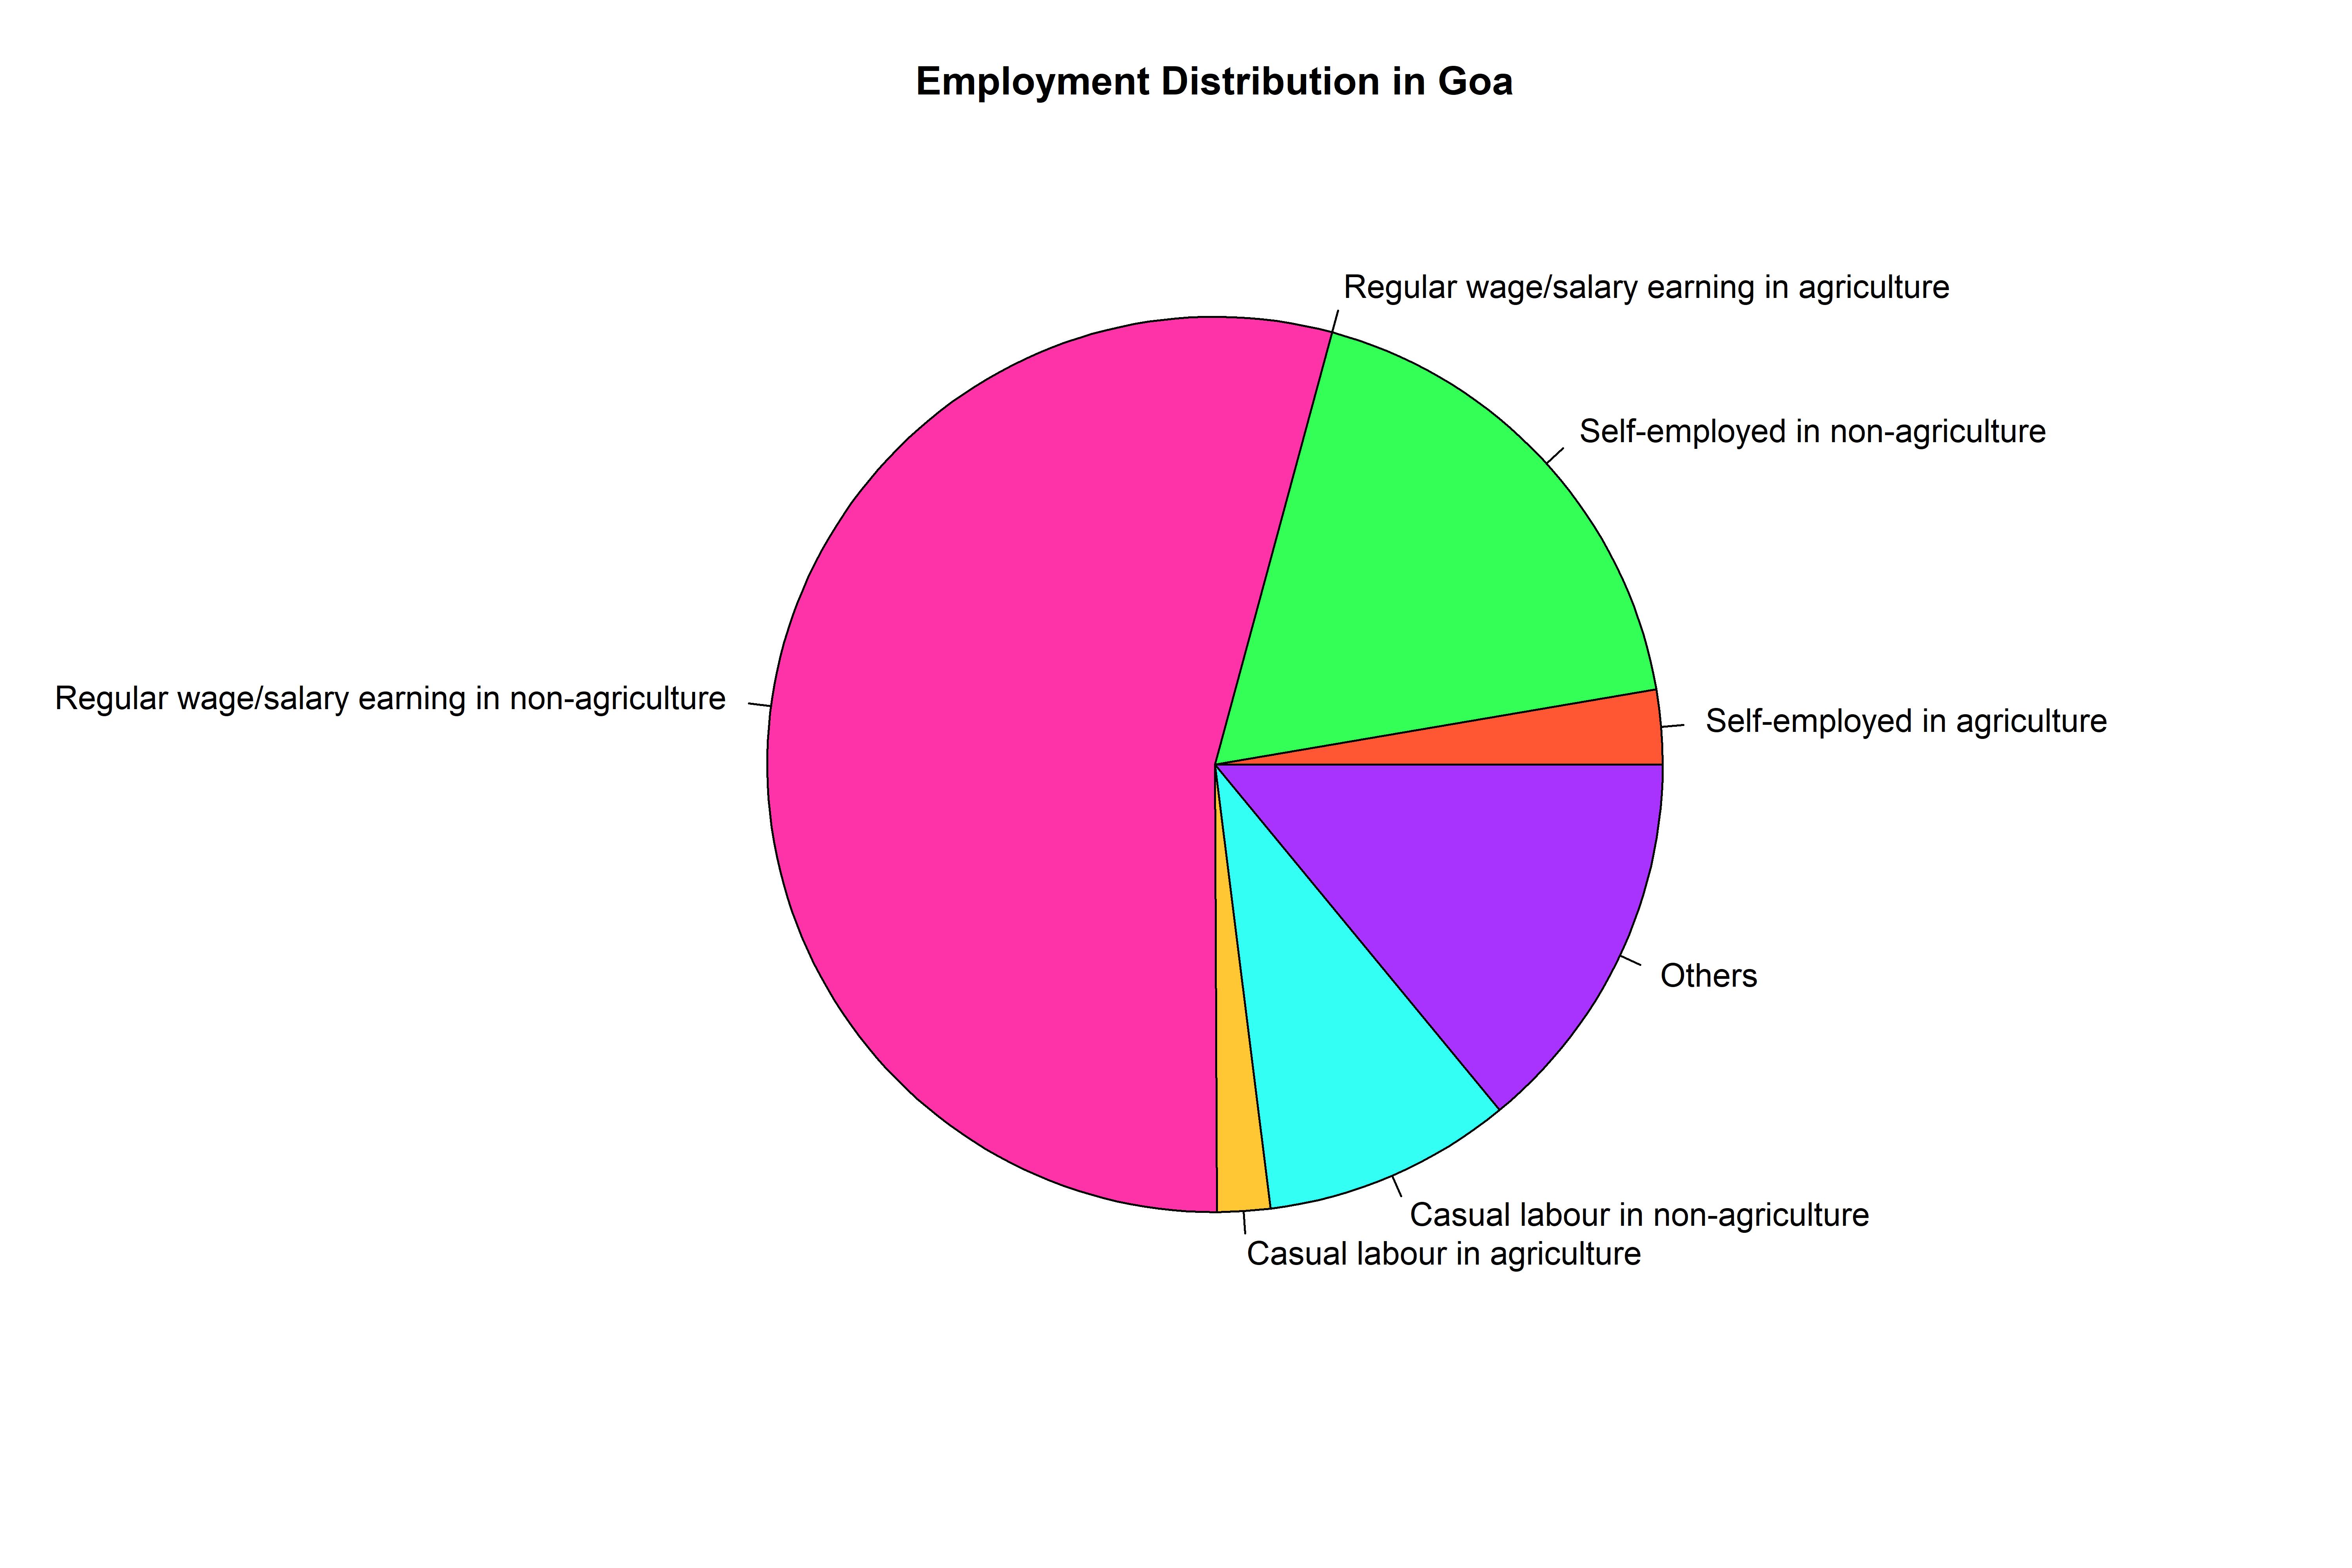 Employment Distribution in Goa
Regular wage/salary earning in agriculture
Self-employed in non-agriculture
Regular wage/salary earning in non-agriculture
Self-employed in agriculture
Others
Casual labour in non-agriculture
Casual labour in agriculture